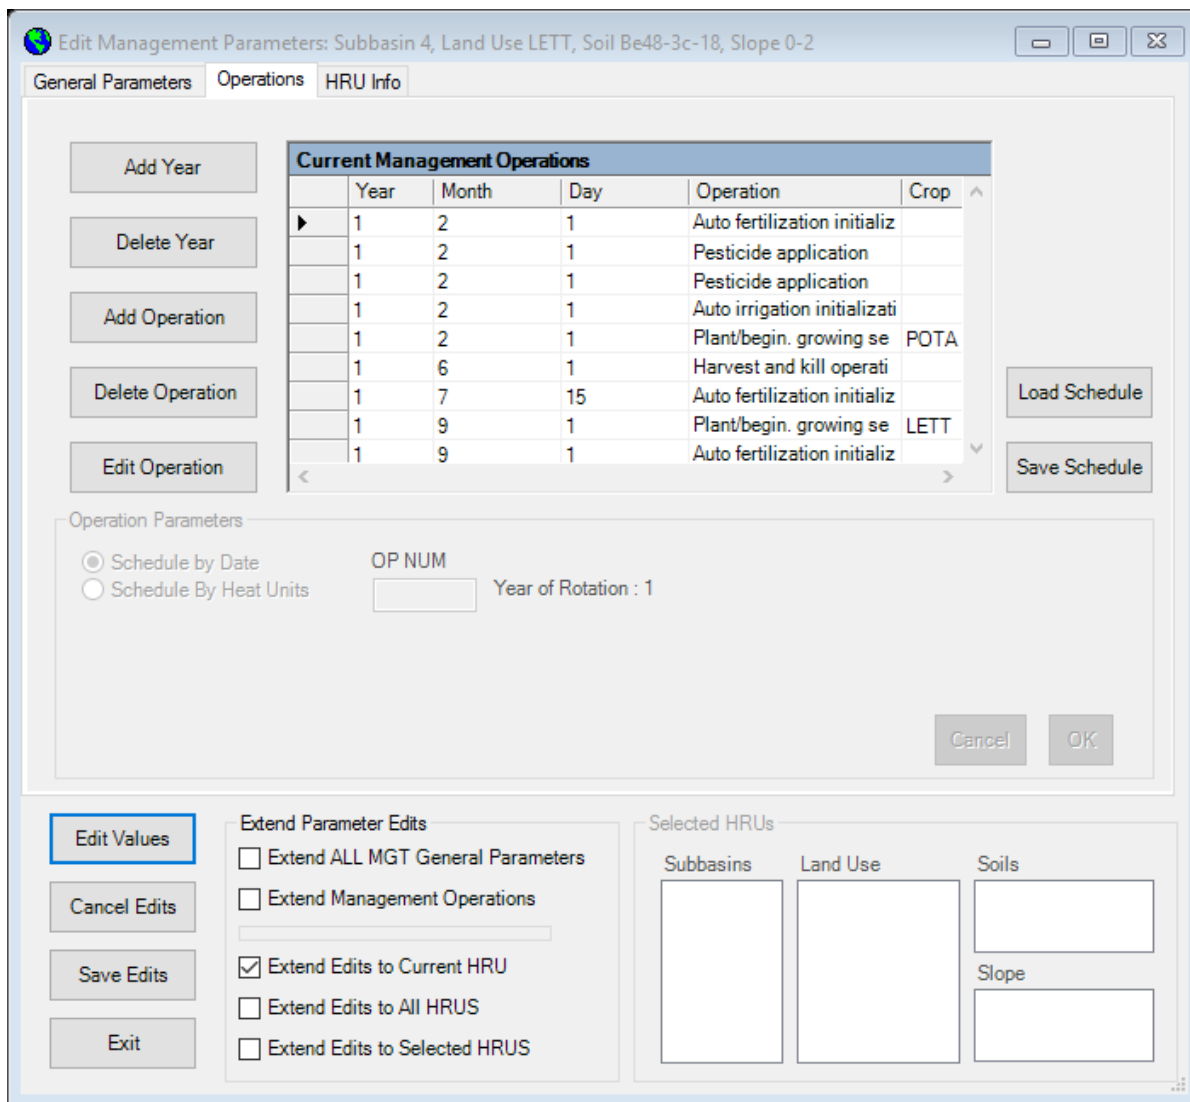 Edit Management Parameters: Subbasin 4, Land Use LETT, Soil Be48-3c-18, Slope 0-2
General Parameters Operations HRU Info
Add Year
Delete Year
Add Operation
Delete Operation
Edit Operation
Current Management Operations
Year Month Day Operation Crop
1 2 1 Auto fertilization initializ
1 2 1 Pesticide application
1 2 1 Pesticide application
1 2 1 Auto irrigation initializati
1 2 1 Plant/begin. growing se POTA
1 6 1 Harvest and kill operati
1 7 15 Auto fertilization initializ
1 9 1 Plant/begin. growing se LETT
1 9 1 Auto fertilization initializ
Load Schedule
Save Schedule
Operation Parameters
Schedule by Date
Schedule By Heat Units
OP NUM
Year of Rotation : 1
Cancel OK
Edit Values
Cancel Edits
Save Edits
Exit
Extend Parameter Edits
Extend ALL MGT General Parameters
Extend Management Operations
Extend Edits to Current HRU
Extend Edits to All HRUS
Extend Edits to Selected HRUS
Selected HRUs
Subbasins Land Use Soils
Slope